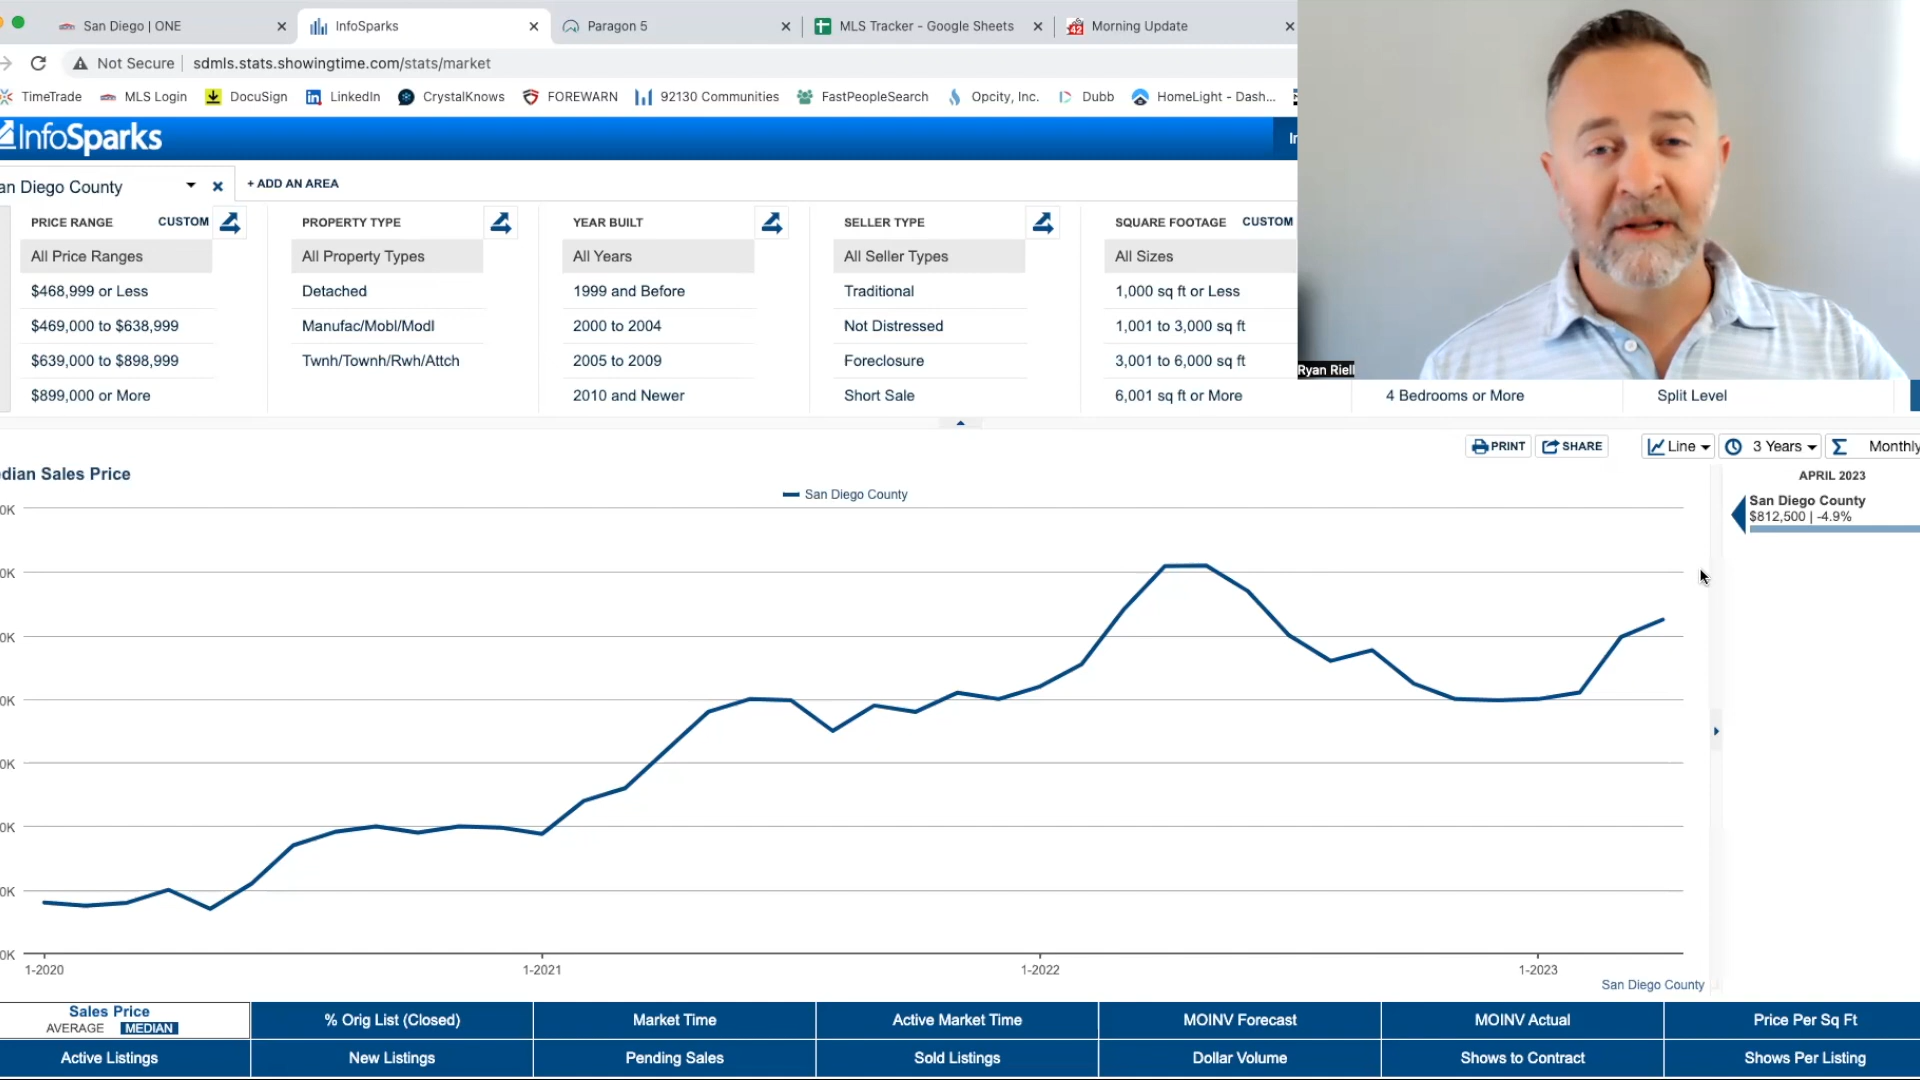 San Diego | ONE
InfoSparks
Paragon 5
MLS Tracker - Google Sheets
Morning Update
Not Secure
sdmls.stats.showingtime.com/stats/market
TimeTrade
MLS Login
DocuSign
LinkedIn
CrystalKnows
FOREWARN
92130 Communities
FastPeopleSearch
Opcity, Inc.
Dubb
HomeLight - Dash...
InfoSparks
In
an Diego County
+ ADD AN AREA
PRICE RANGE CUSTOM
All Price Ranges
$468,999 or Less
$469,000 to $638,999
$639,000 to $898,999
$899,000 or More
PROPERTY TYPE
All Property Types
Detached
Manufac/Mobl/Modl
Twnh/Townh/Rwh/Attch
YEAR BUILT
All Years
1999 and Before
2000 to 2004
2005 to 2009
2010 and Newer
SELLER TYPE
All Seller Types
Traditional
Not Distressed
Foreclosure
Short Sale
SQUARE FOOTAGE CUSTOM
All Sizes
1,000 sq ft or Less
1,001 to 3,000 sq ft
3,001 to 6,000 sq ft
6,001 sq ft or More
Ryan Riell
4 Bedrooms or More
Split Level
PRINT
SHARE
Line
3 Years
Monthly
dian Sales Price
San Diego County
APRIL 2023
San Diego County
$812,500 | -4.9%
0K
0K
0K
0K
0K
0K
0K
0K
1-2020
1-2021
1-2022
1-2023
San Diego County
Sales Price
AVERAGE MEDIAN
% Orig List (Closed)
Market Time
Active Market Time
MOINV Forecast
MOINV Actual
Price Per Sq Ft
Active Listings
New Listings
Pending Sales
Sold Listings
Dollar Volume
Shows to Contract
Shows Per Listing